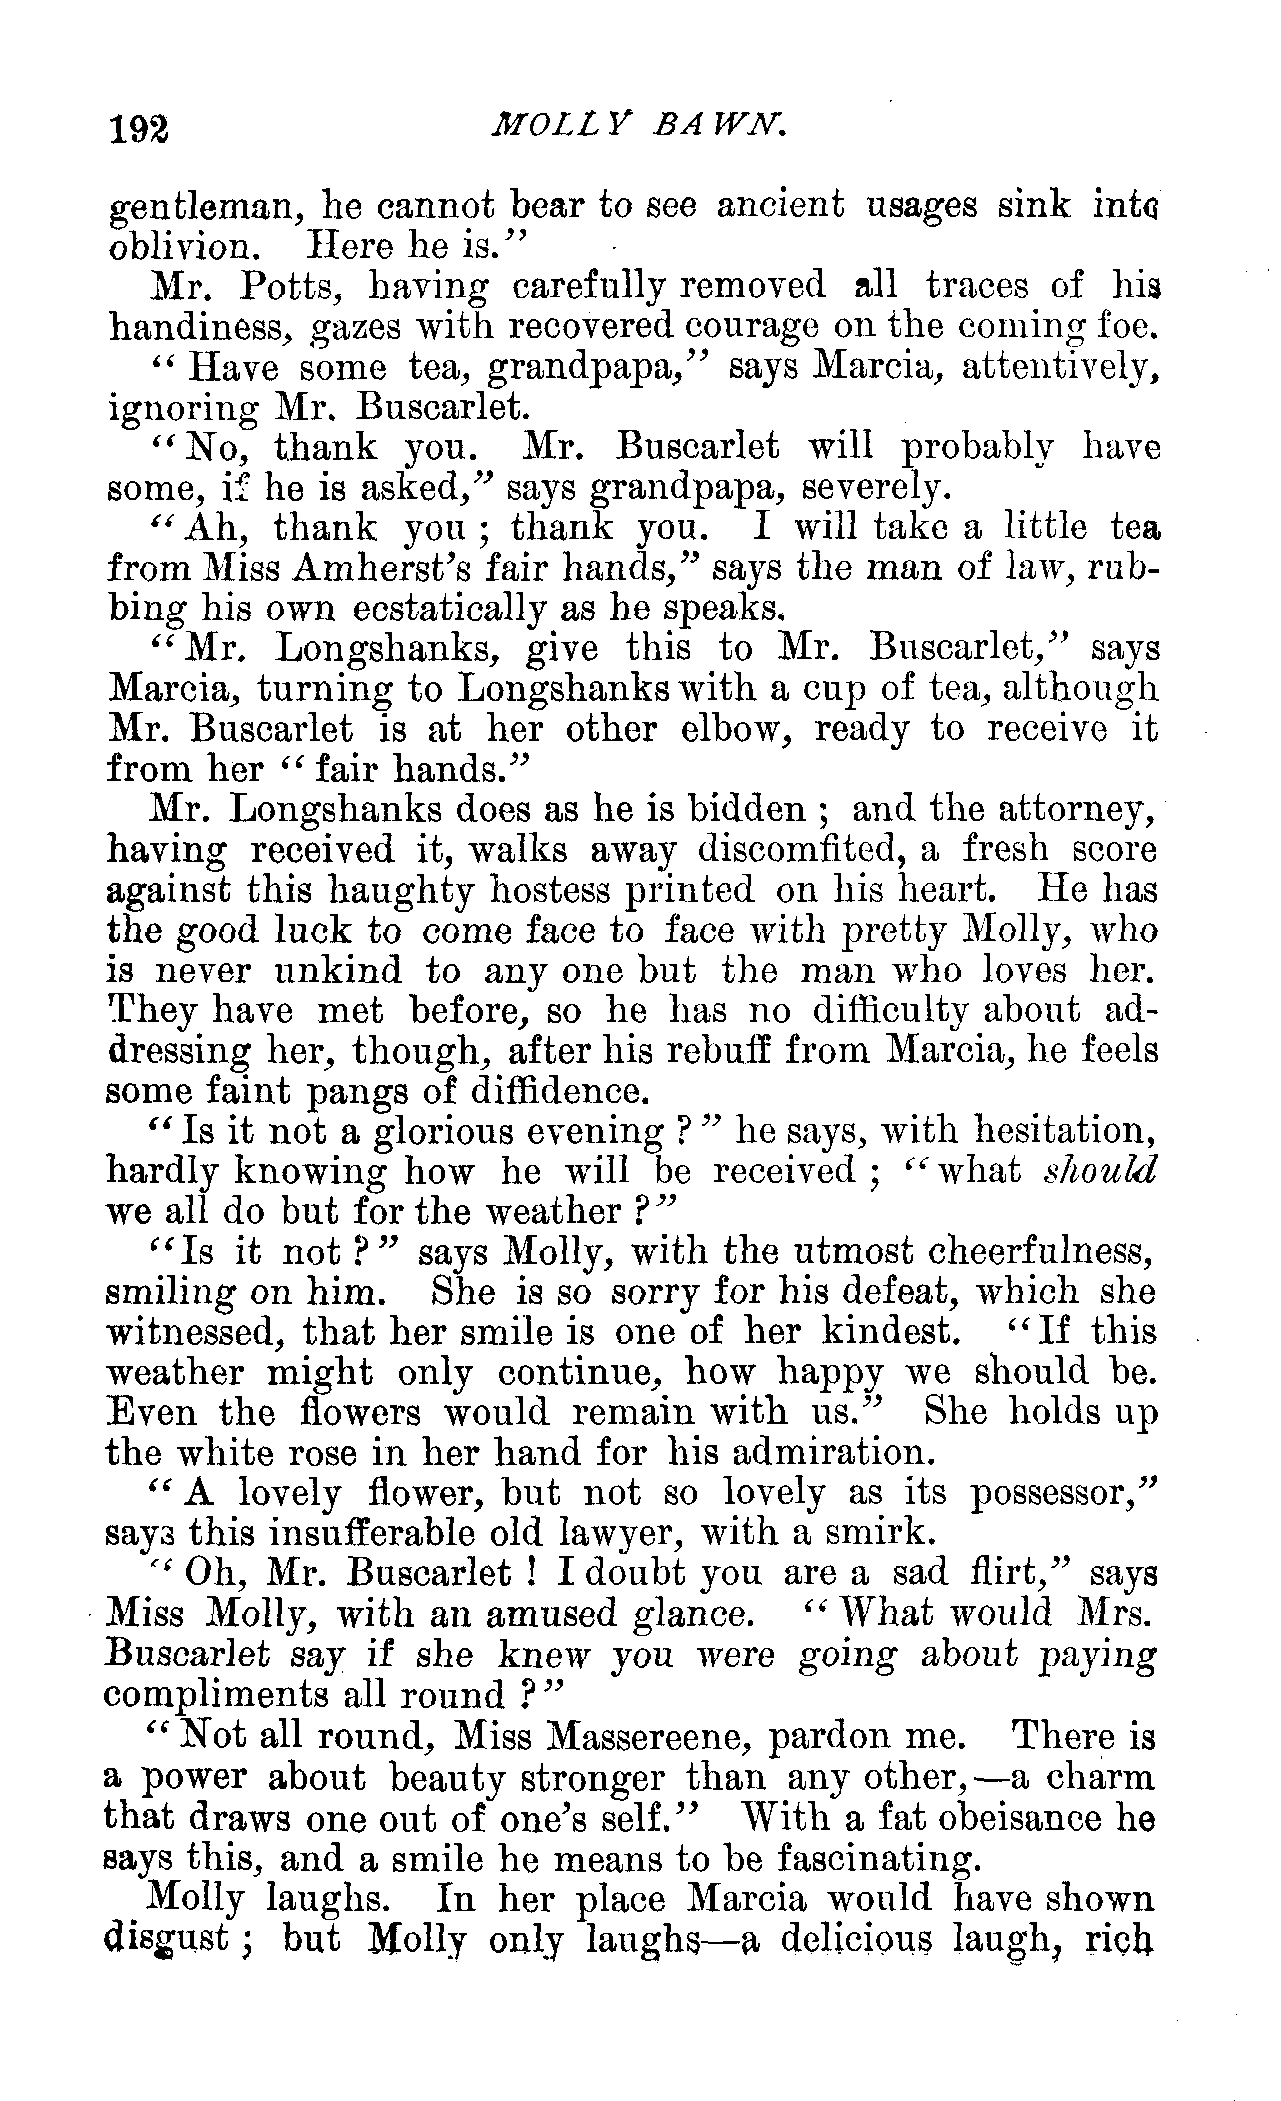 192 MOLLY BAWN.
gentleman, he cannot bear to see ancient usages sink into
oblivion. Here he is."
Mr. Potts, having carefully removed all traces of his
handiness, gazes with recovered courage on the coming foe.
"Have some tea, grandpapa," says Marcia, attentively,
ignoring Mr. Buscarlet.
"No, thank you. Mr. Buscarlet will probably have
some, if he is asked," says grandpapa, severely.
"Ah, thank you; thank you. I will take a little tea
from Miss Amherst's fair hands," says the man of law, rub-
bing his own ecstatically as he speaks.
"Mr. Longshanks, give this to Mr. Buscarlet," says
Marcia, turning to Longshanks with a cup of tea, although
Mr. Buscarlet is at her other elbow, ready to receive it
from her "fair hands."
Mr. Longshanks does as he is bidden; and the attorney,
having received it, walks away discomfited, a fresh score
against this haughty hostess printed on his heart. He has
the good luck to come face to face with pretty Molly, who
is never unkind to any one but the man who loves her.
They have met before, so he has no difficulty about ad-
dressing her, though, after his rebuff from Marcia, he feels
some faint pangs of diffidence.
"Is it not a glorious evening?" he says, with hesitation,
hardly knowing how he will be received; "what should
we all do but for the weather?"
"Is it not?" says Molly, with the utmost cheerfulness,
smiling on him. She is so sorry for his defeat, which she
witnessed, that her smile is one of her kindest. "If this
weather might only continue, how happy we should be.
Even the flowers would remain with us." She holds up
the white rose in her hand for his admiration.
"A lovely flower, but not so lovely as its possessor,"
says this insufferable old lawyer, with a smirk.
"Oh, Mr. Buscarlet! I doubt you are a sad flirt," says
Miss Molly, with an amused glance. "What would Mrs.
Buscarlet say if she knew you were going about paying
compliments all round?"
"Not all round, Miss Massereene, pardon me. There is
a power about beauty stronger than any other,—a charm
that draws one out of one's self." With a fat obeisance he
says this, and a smile he means to be fascinating.
Molly laughs. In her place Marcia would have shown
disgust; but Molly only laughs—a delicious laugh, rich